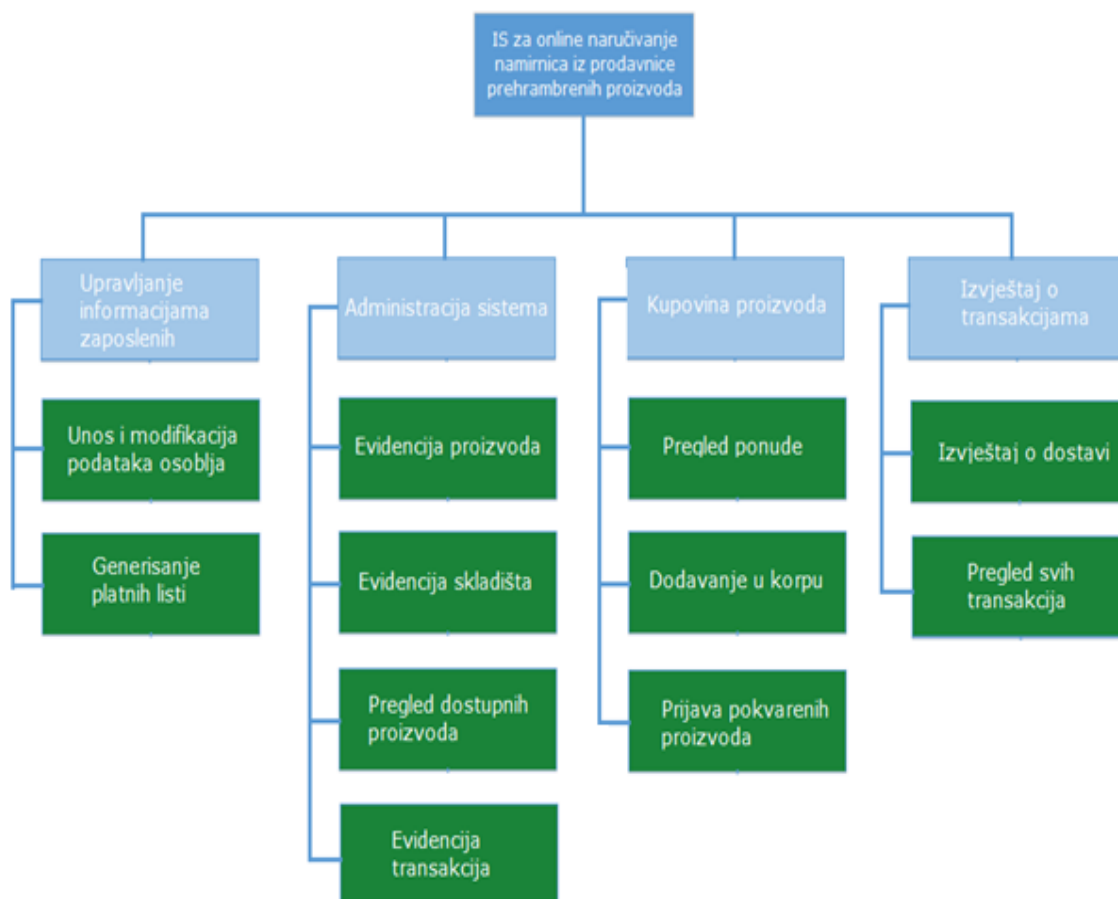 IS za online naručivanje
namirnica iz prodavnice
prehrambrenih proizvoda
Upravljanje
informacijama
zaposlenih
Administracija sistema
Kupovina proizvoda
Izvještaj o
transakcijama
Unos i modifikacija
podataka osoblja
Evidencija proizvoda
Pregled ponude
Izvještaj o dostavi
Generisanje
platnih listi
Evidencija skladišta
Dodavanje u korpu
Pregled svih
transakcija
Pregled dostupnih
proizvoda
Prijava pokvarenih
proizvoda
Evidencija
transakcija